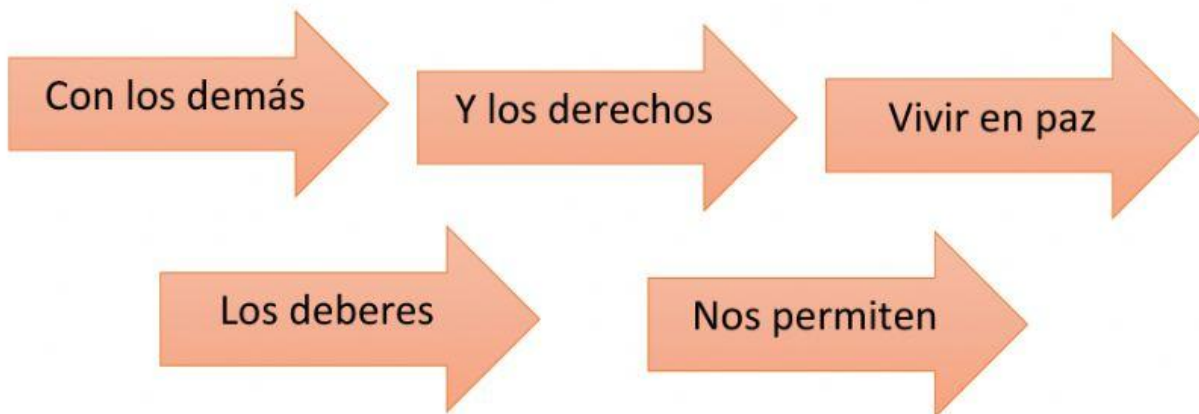 Con los demás
Y los derechos
Vivir en paz
Los deberes
Nos permiten